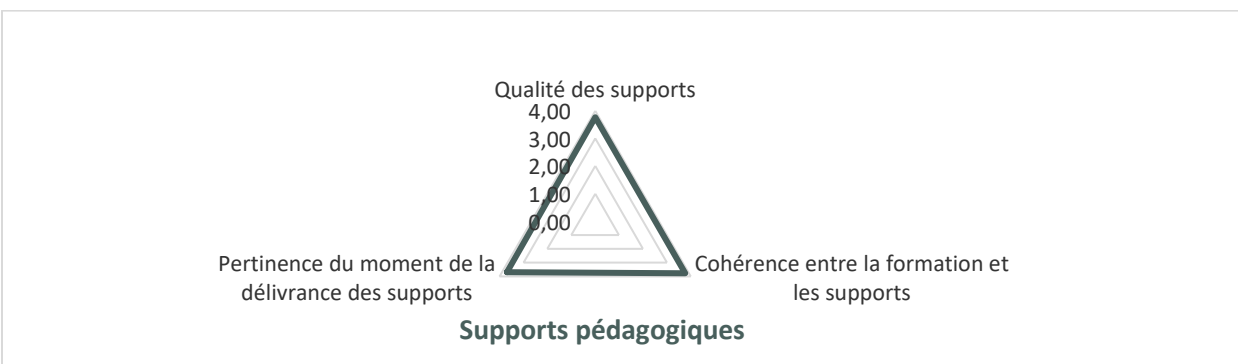 Qualité des supports
4,00
3,00
2,00
1,00
0,00
Pertinence du moment de la
délivrance des supports
Cohérence entre la formation et
les supports
Supports pédagogiques